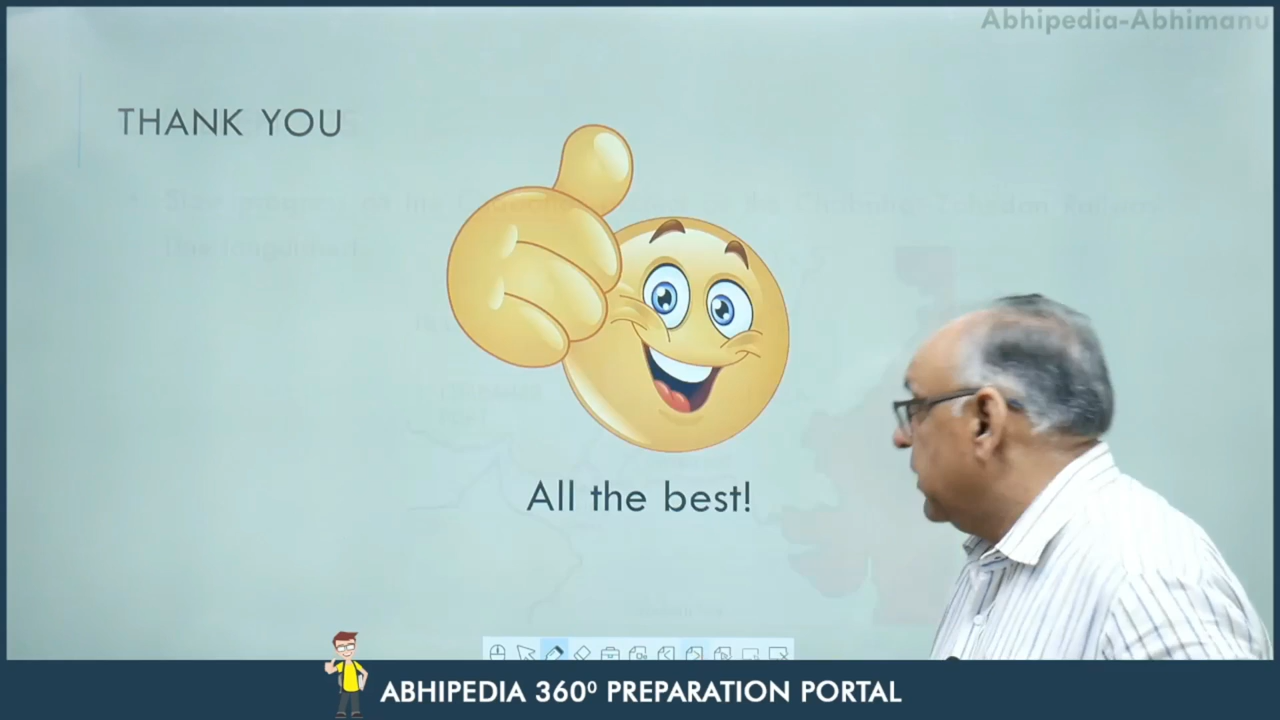 Abhipedia-Abhimanu
THANK YOU
All the best!
ABHIPEDIA 360⁰ PREPARATION PORTAL